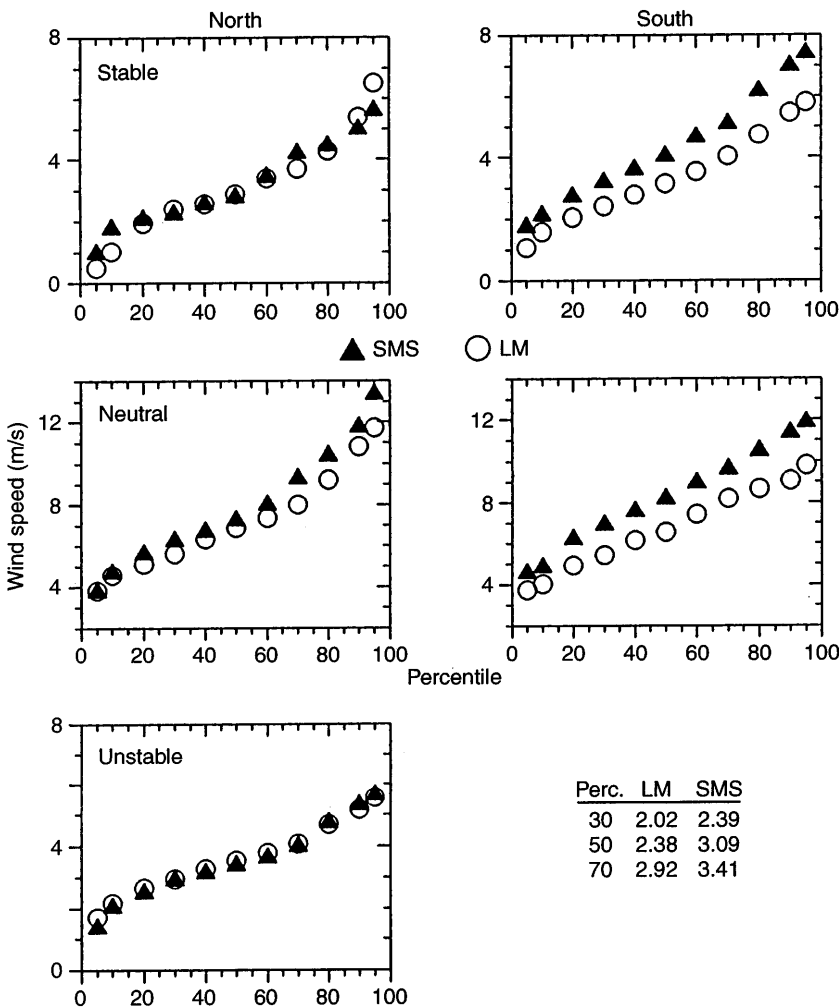 North South
8 8
Stable
4 4
0 0
0 20 40 60 80 100 0 20 40 60 80 100
SMS LM
Neutral
12 12
8 8
4 4
Wind speed (m/s)
0 20 40 60 80 100 0 20 40 60 80 100
Percentile
8
Unstable
4
0
0 20 40 60 80 100
Perc. LM SMS
30 2.02 2.39
50 2.38 3.09
70 2.92 3.41